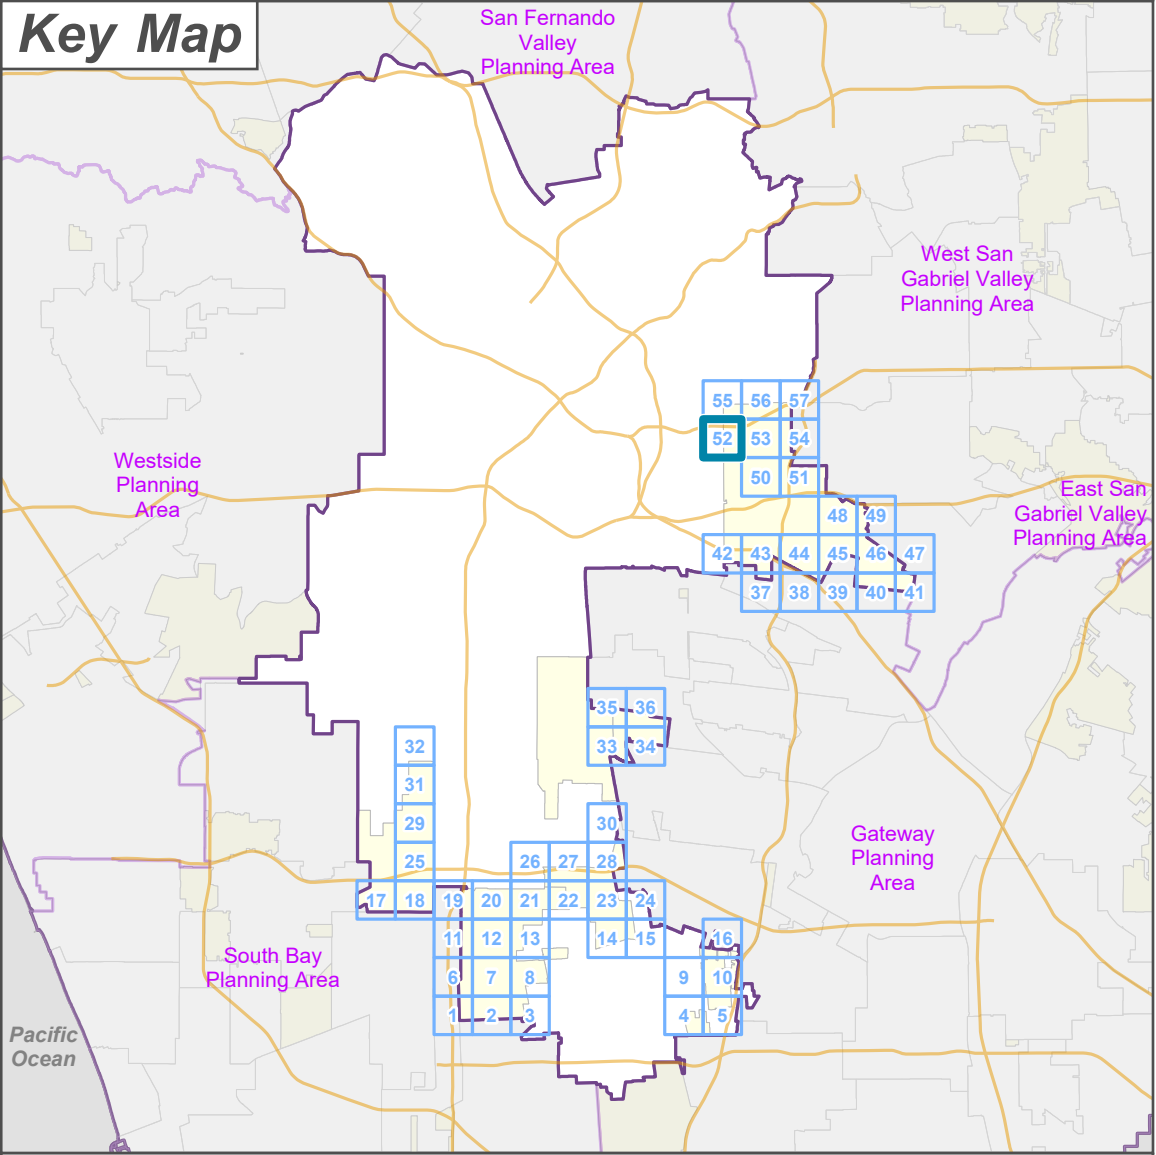 Key Map
San Fernando
Valley
Planning Area
West San
Gabriel Valley
Planning Area
55 56 57
52 53 54
Westside
Planning
Area
50 51
East San
Gabriel Valley
Planning Area
48 49
42 43 44 45 46 47
37 38 39 40 41
35 36
33 34
32
31
29 30
Gateway
Planning
Area
25 26 27 28
17 18 19 20 21 22 23 24
11 12 13 14 15 16
South Bay
Planning Area
6 7 8 9 10
1 2 3 4 5
Pacific
Ocean